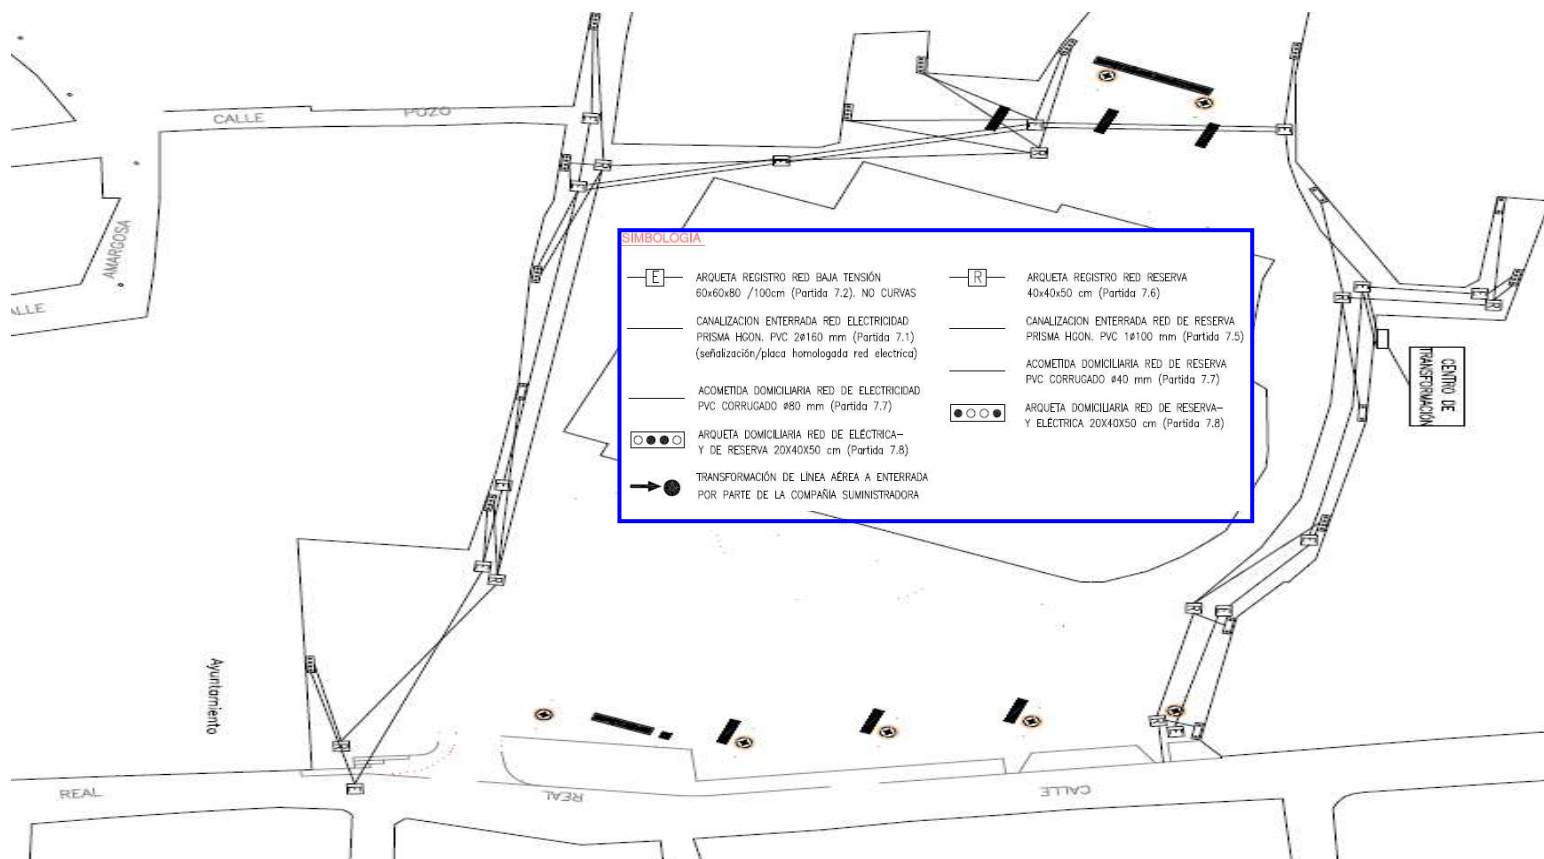 CALLE
POZO
AMARGOSA
SIMBOLOGIA
E
ARQUETA REGISTRO RED BAJA TENSIÓN
60x60x80 /100cm (Partida 7.2). NO CURVAS
CANALIZACION ENTERRADA RED ELECTRICIDAD
PRISMA HGON. PVC 2ø160 mm (Partida 7.1)
(señalización/placa homologada red electrica)
ACOMETIDA DOMICILIARIA RED DE ELECTRICIDAD
PVC CORRUGADO ø80 mm (Partida 7.7)
ARQUETA DOMICILIARIA RED DE ELÉCTRICA-
Y DE RESERVA 20X40X50 cm (Partida 7.8)
TRANSFORMACIÓN DE LÍNEA AÉREA A ENTERRADA
POR PARTE DE LA COMPAÑIA SUMINISTRADORA
R
ARQUETA REGISTRO RED RESERVA
40x40x50 cm (Partida 7.6)
CANALIZACION ENTERRADA RED DE RESERVA
PRISMA HGON. PVC 1ø100 mm (Partida 7.5)
ACOMETIDA DOMICILIARIA RED DE RESERVA
PVC CORRUGADO ø40 mm (Partida 7.7)
ARQUETA DOMICILIARIA RED DE RESERVA-
Y ELÉCTRICA 20X40X50 cm (Partida 7.8)
CENTRO DE
TRANSFORMACIÓN
Ayuntamiento
REAL
REAL
CALLE